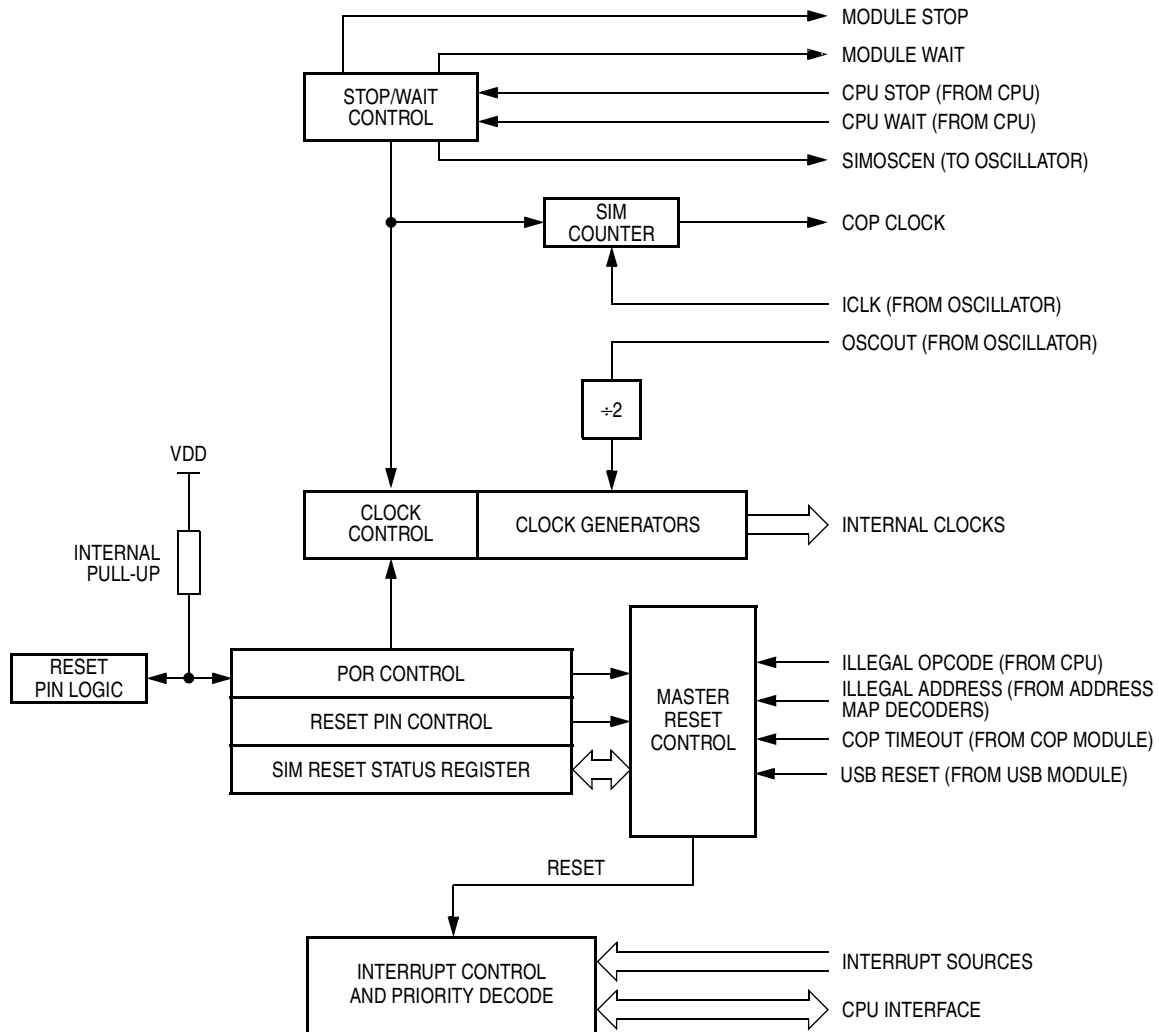 MODULE STOP
MODULE WAIT
STOP/WAIT
CONTROL
CPU STOP (FROM CPU)
CPU WAIT (FROM CPU)
SIMOSCEN (TO OSCILLATOR)
SIM
COUNTER
COP CLOCK
ICLK (FROM OSCILLATOR)
OSCOUT (FROM OSCILLATOR)
÷2
VDD
INTERNAL
PULL-UP
CLOCK
CONTROL
CLOCK GENERATORS
INTERNAL CLOCKS
RESET
PIN LOGIC
POR CONTROL
RESET PIN CONTROL
SIM RESET STATUS REGISTER
MASTER
RESET
CONTROL
ILLEGAL OPCODE (FROM CPU)
ILLEGAL ADDRESS (FROM ADDRESS
MAP DECODERS)
COP TIMEOUT (FROM COP MODULE)
USB RESET (FROM USB MODULE)
RESET
INTERRUPT CONTROL
AND PRIORITY DECODE
INTERRUPT SOURCES
CPU INTERFACE